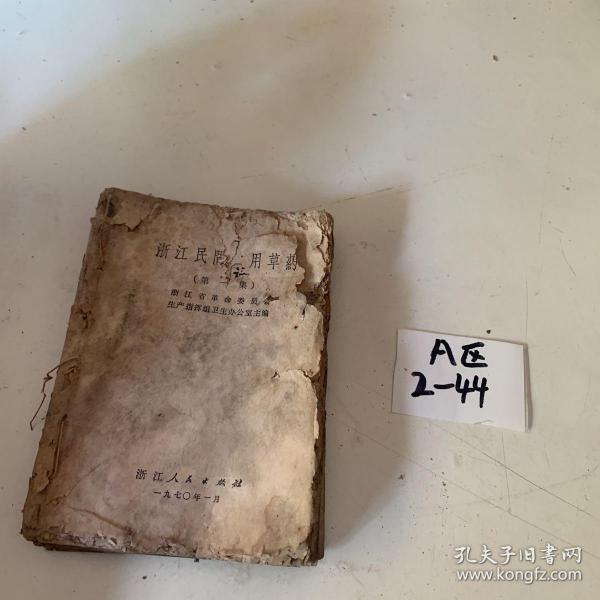 浙江民间 用草药
(第一集)
浙江省革命委员会
生产指挥组卫生办公室主编
浙江人民出版社
一九七〇年一月
A区
2-44
孔夫子旧书网
www.kongfz.com